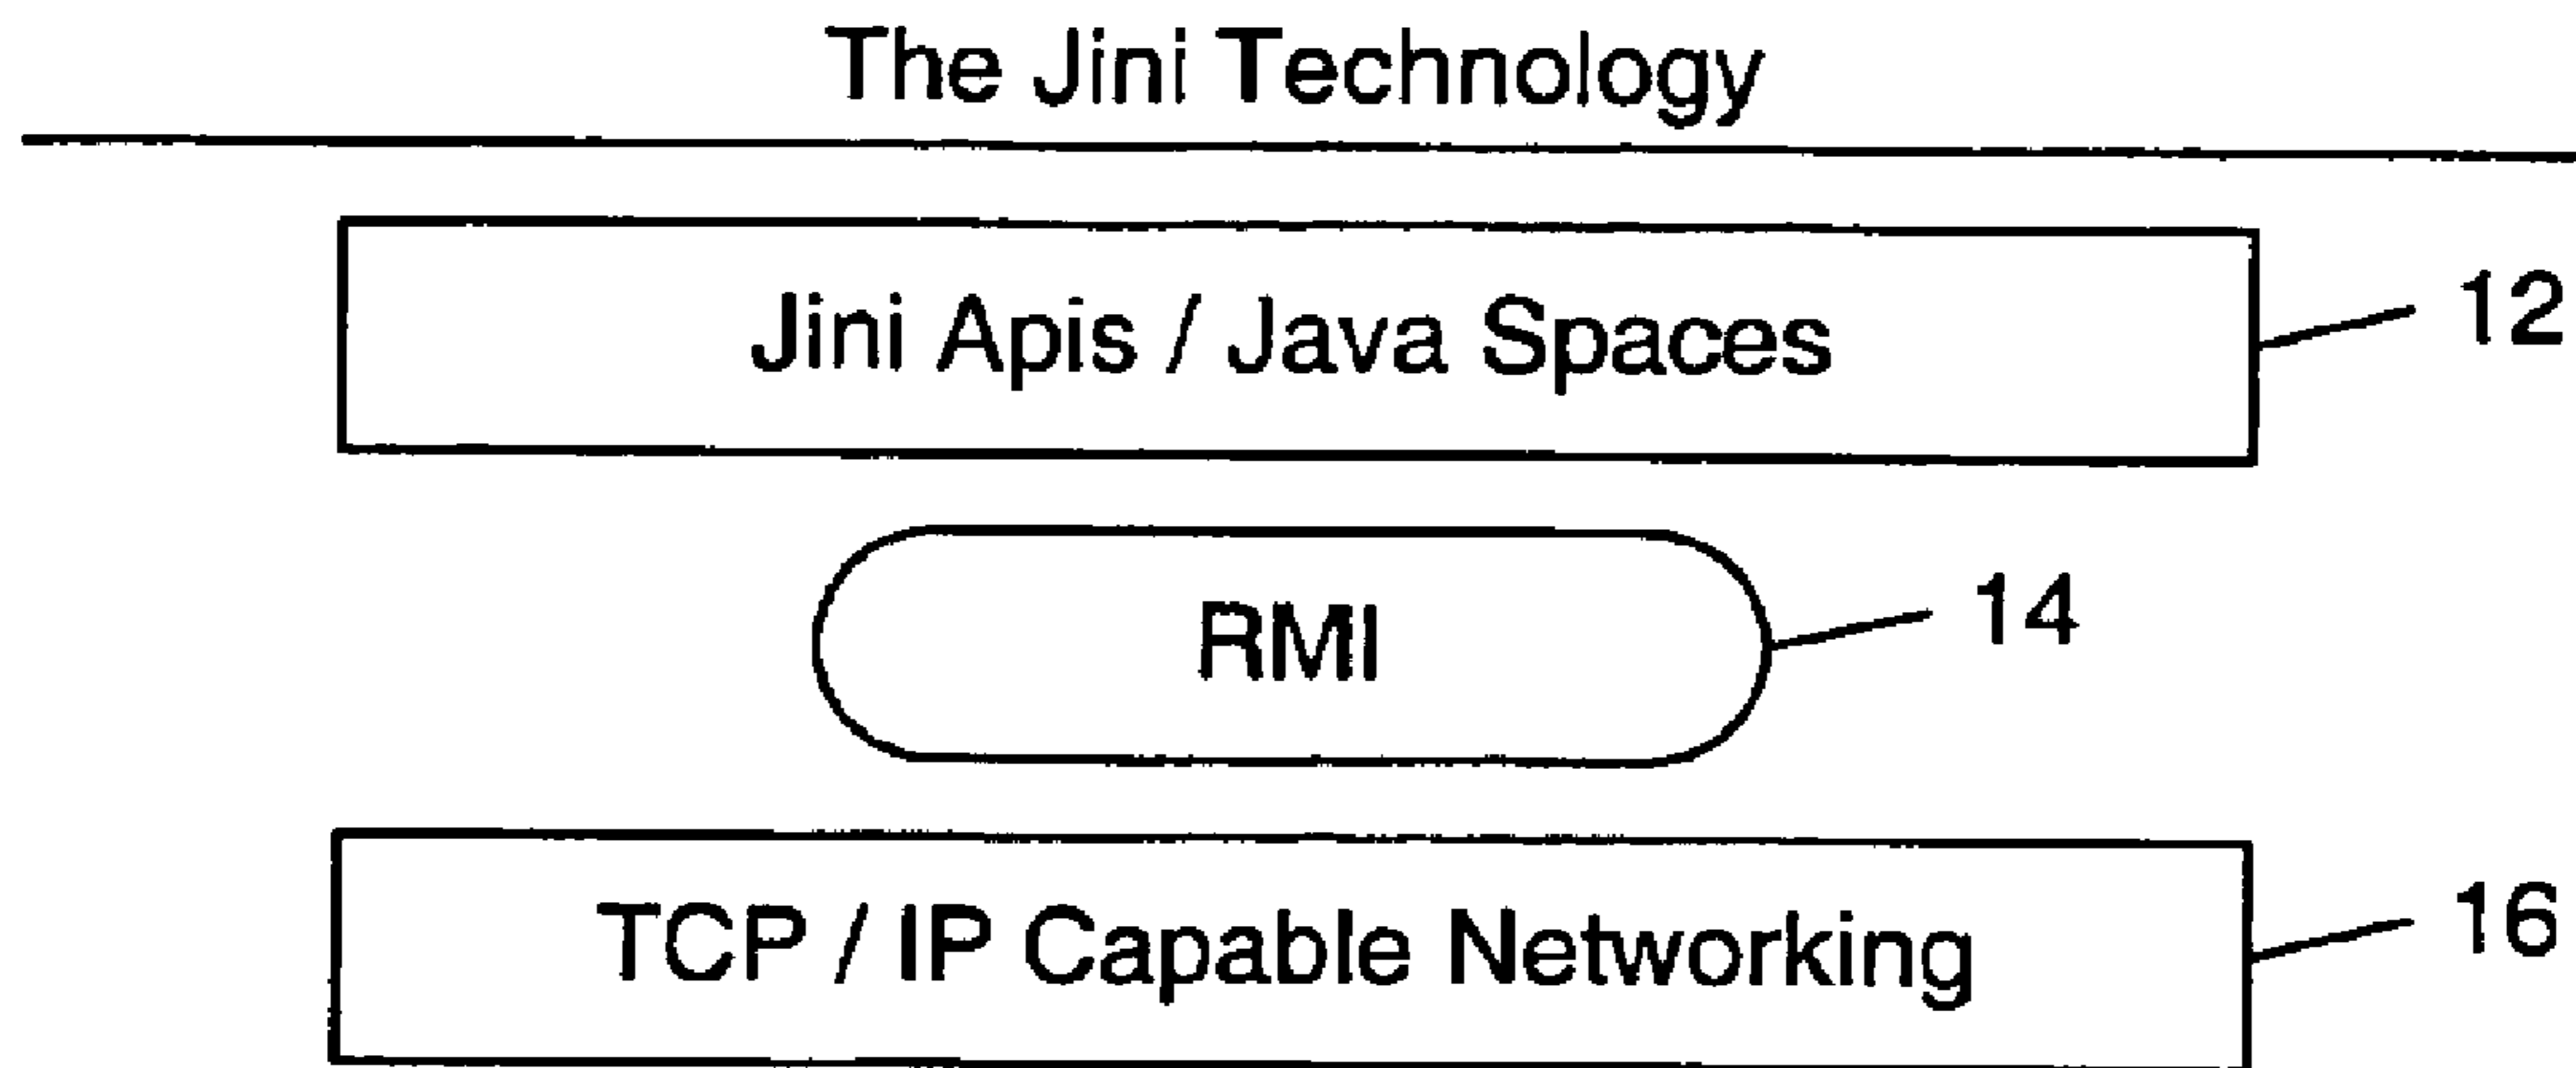 The Jini Technology
Jini Apis / Java Spaces
12
RMI
14
TCP / IP Capable Networking
16